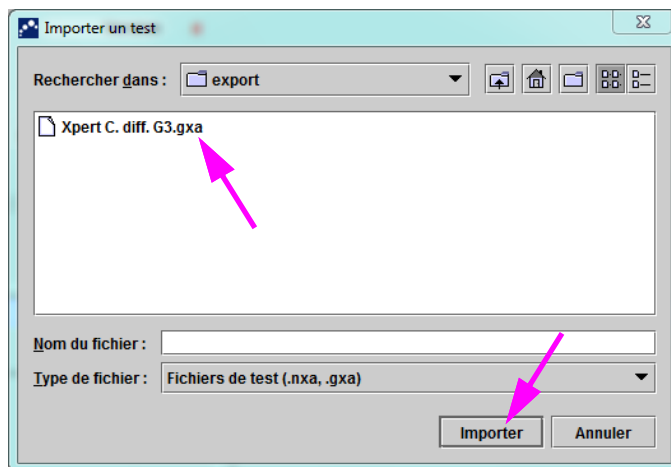 Importer un test
Rechercher dans : export
Xpert C. diff. G3.gxa
Nom du fichier :
Type de fichier : Fichiers de test (.nxa, .gxa)
Importer Annuler